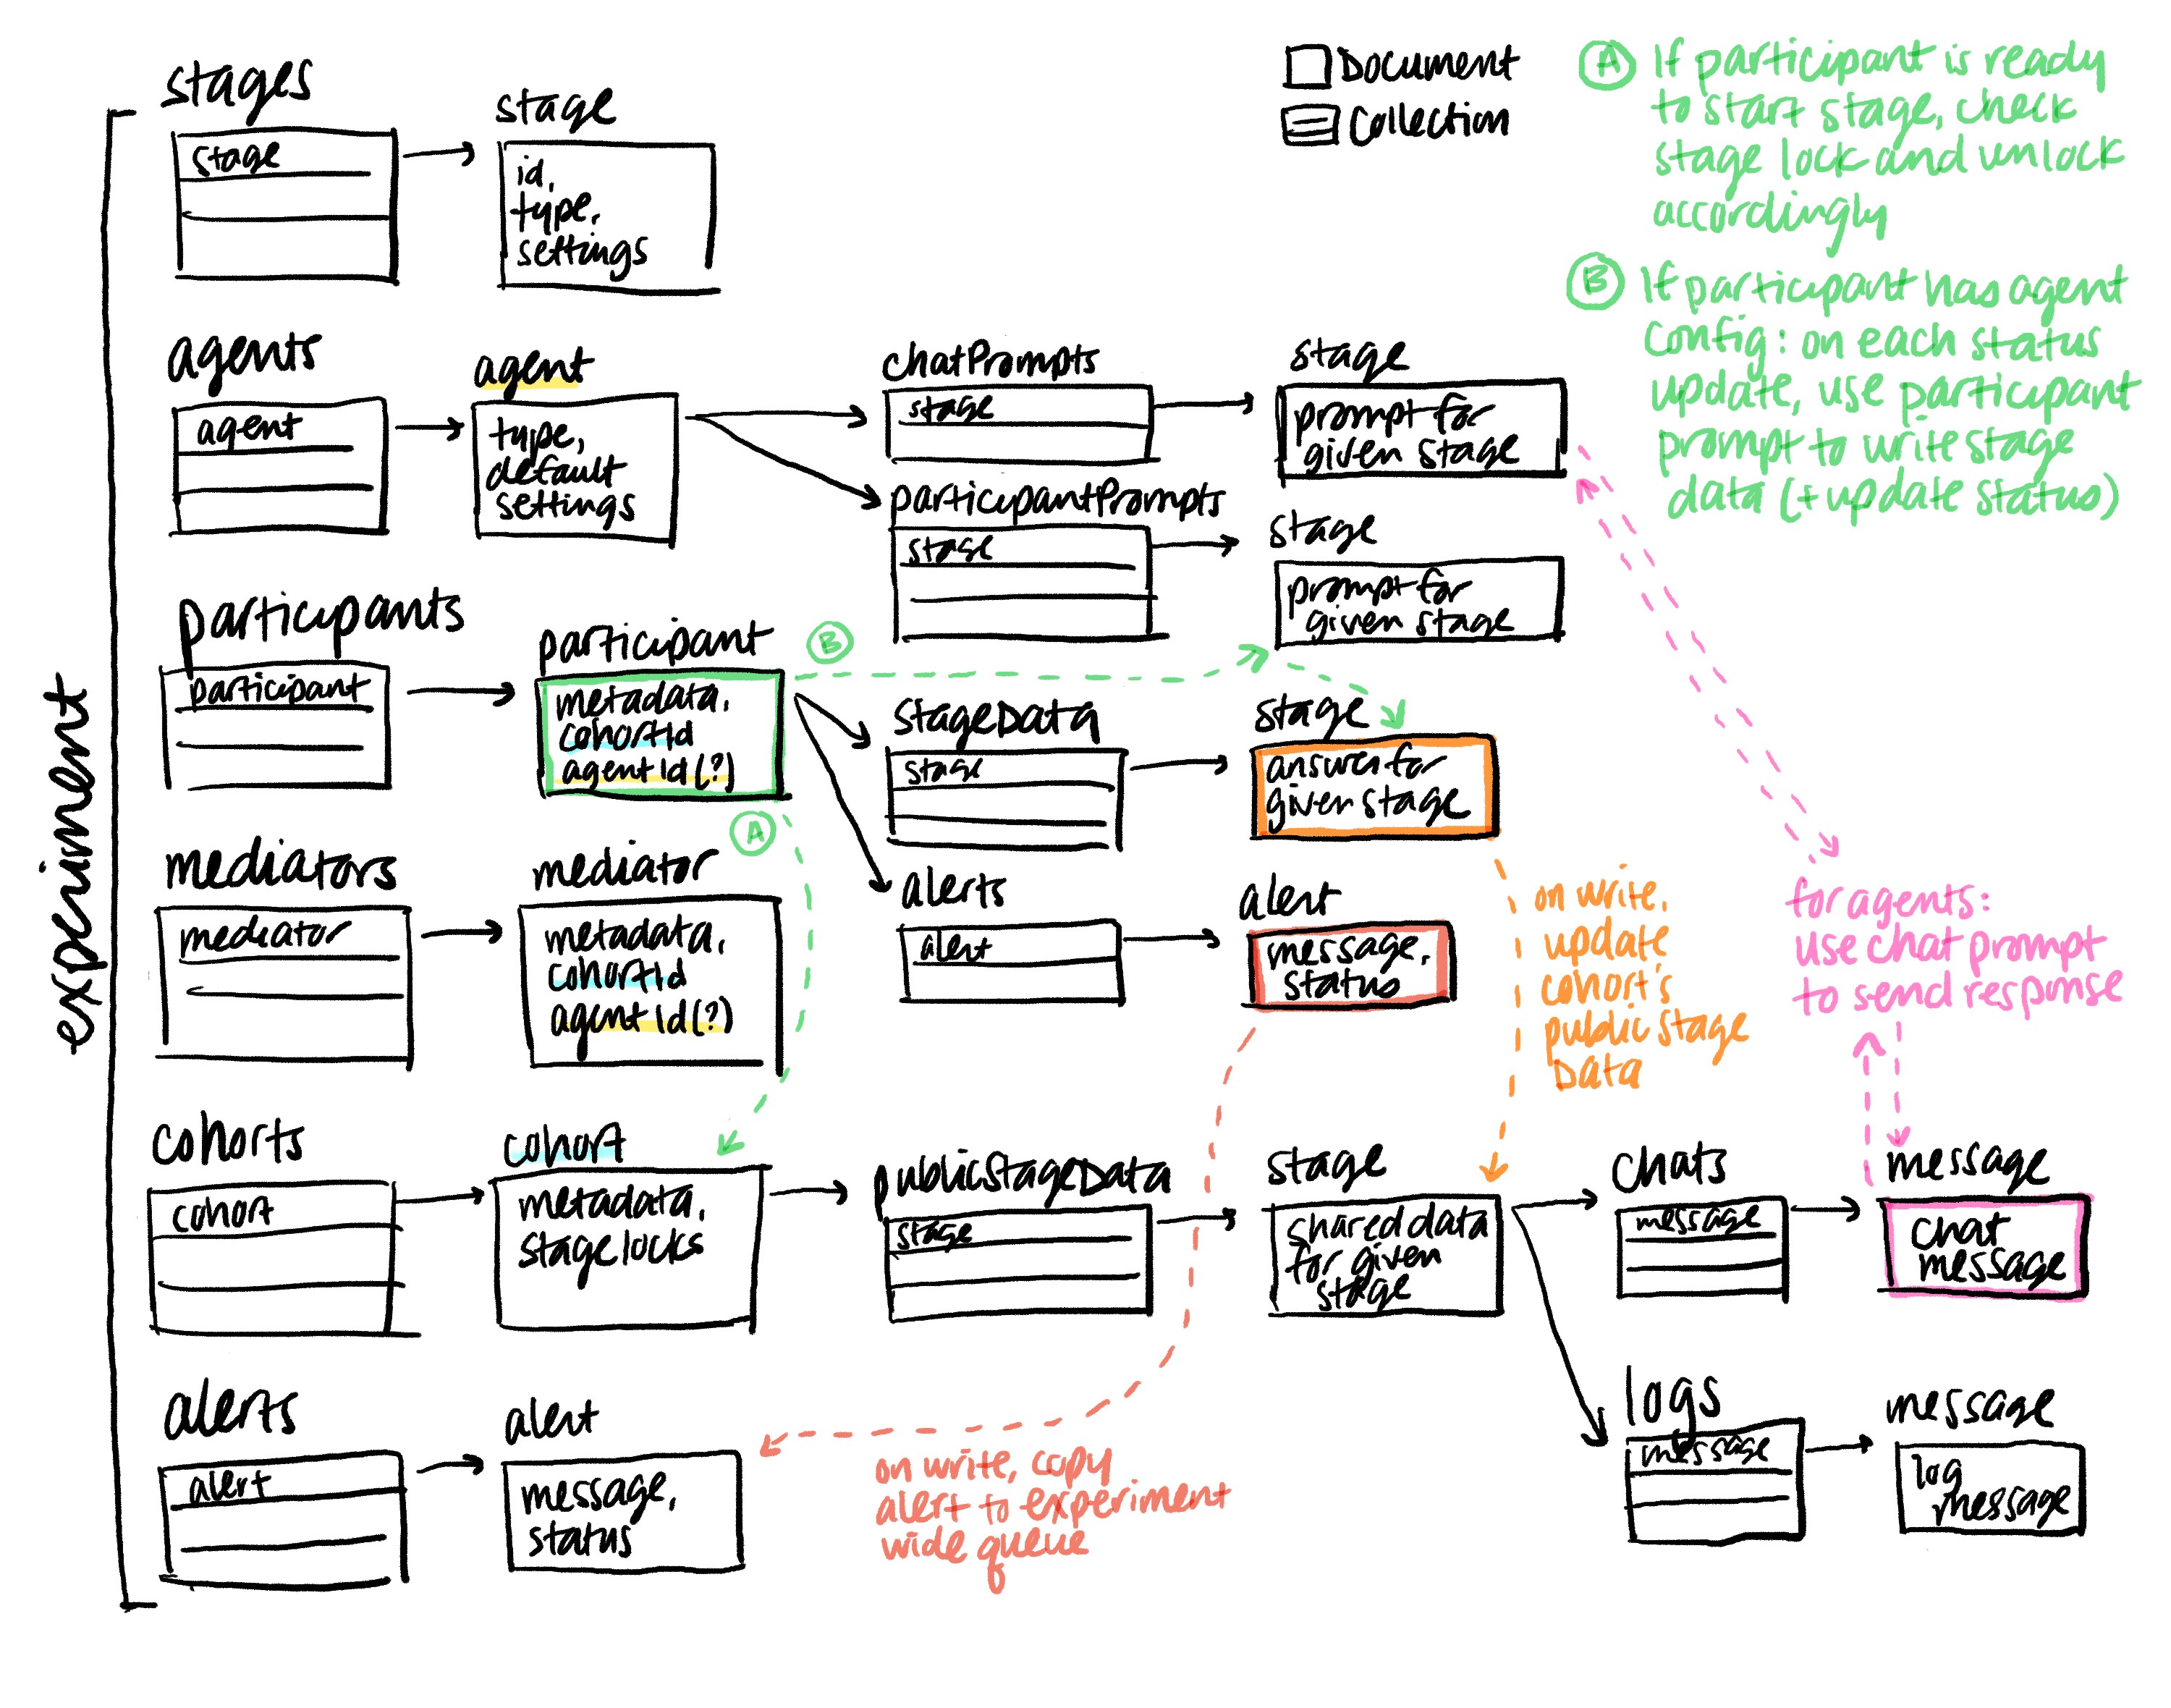 Document
Collection
A If participant is ready
to start stage, check
stage lock and unlock
accordingly
B If participant has agent
config: on each status
update, use participant
prompt to write stage
data (+ update status)
experiment
stages
stage
stage
id,
type,
settings
agents
agent
agent
type,
default
settings
chatPrompts
stage
stage
prompt for
given stage
participantPrompts
stage
stage
prompt for
given stage
participants
participant
participant
metadata,
cohortId
agentId(?)
B
A
stageData
stage
stage
answer for
given stage
alerts
alert
alert
message,
status
on write,
update
cohort's
public stage
Data
for agents:
use chat prompt
to send response
mediators
mediator
mediator
metadata,
cohortId
agentId(?)
cohorts
cohort
cohort
metadata,
stage locks
publicStageData
stage
stage
shared data
for given
stage
chats
message
message
chat
message
logs
message
message
log
message
alerts
alert
alert
message,
status
on write, copy
alert to experiment
wide queue